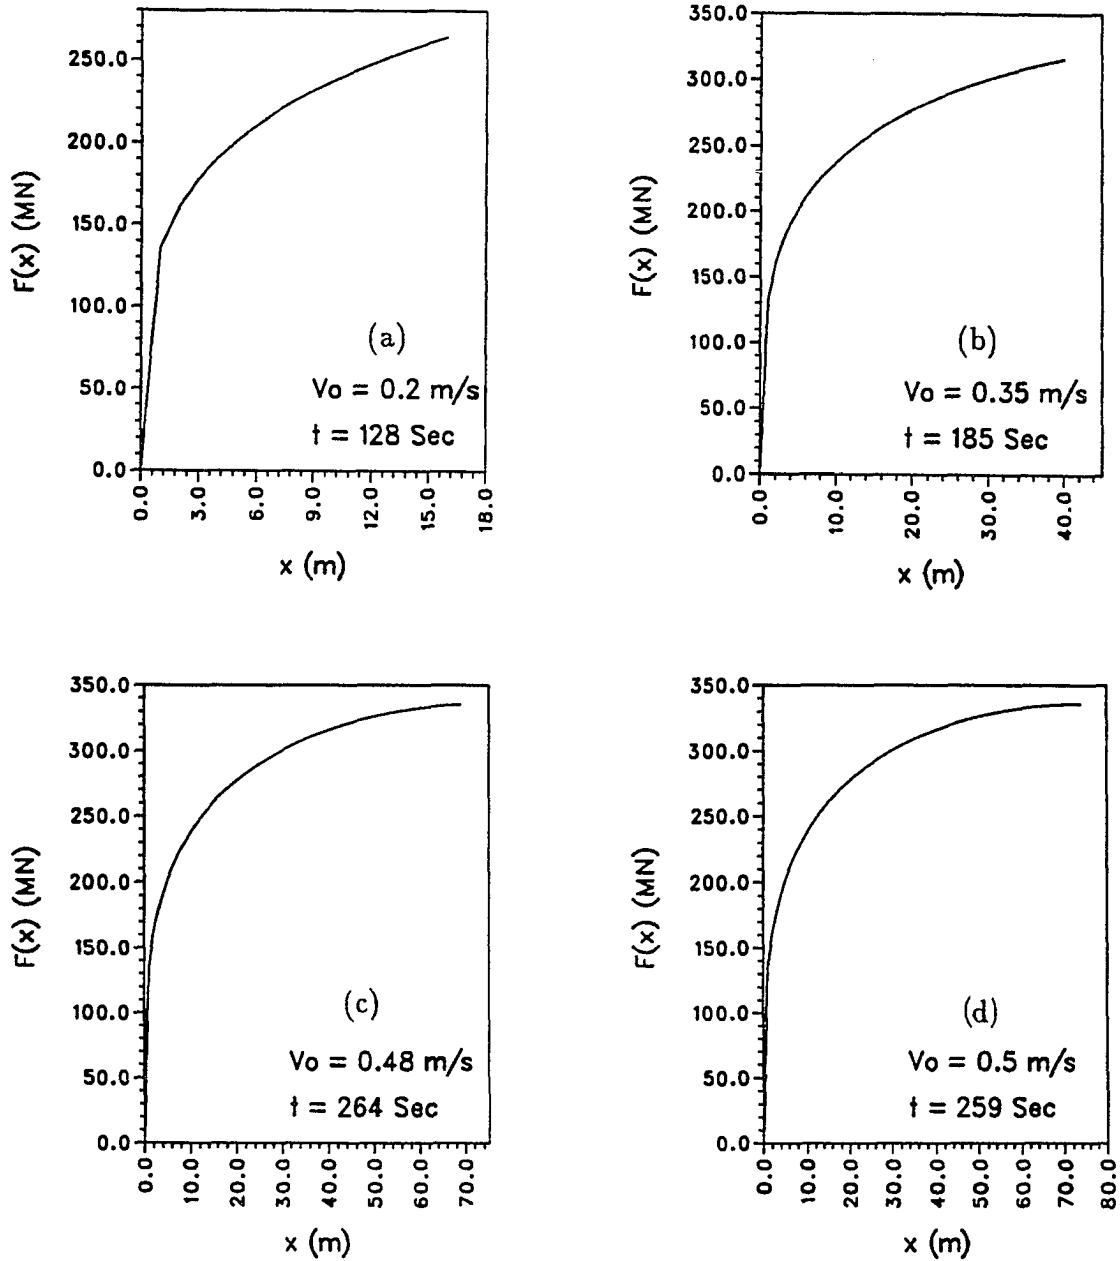 250.0
200.0
150.0
100.0
50.0
0.0
F(x) (MN)
(a)
Vo = 0.2 m/s
t = 128 Sec
0.0 3.0 6.0 9.0 12.0 15.0 18.0
x (m)
350.0
300.0
250.0
200.0
150.0
100.0
50.0
0.0
F(x) (MN)
(b)
Vo = 0.35 m/s
t = 185 Sec
0.0 10.0 20.0 30.0 40.0
x (m)
350.0
300.0
250.0
200.0
150.0
100.0
50.0
0.0
F(x) (MN)
(c)
Vo = 0.48 m/s
t = 264 Sec
0.0 10.0 20.0 30.0 40.0 50.0 60.0 70.0
x (m)
350.0
300.0
250.0
200.0
150.0
100.0
50.0
0.0
F(x) (MN)
(d)
Vo = 0.5 m/s
t = 259 Sec
0.0 10.0 20.0 30.0 40.0 50.0 60.0 70.0 80.0
x (m)